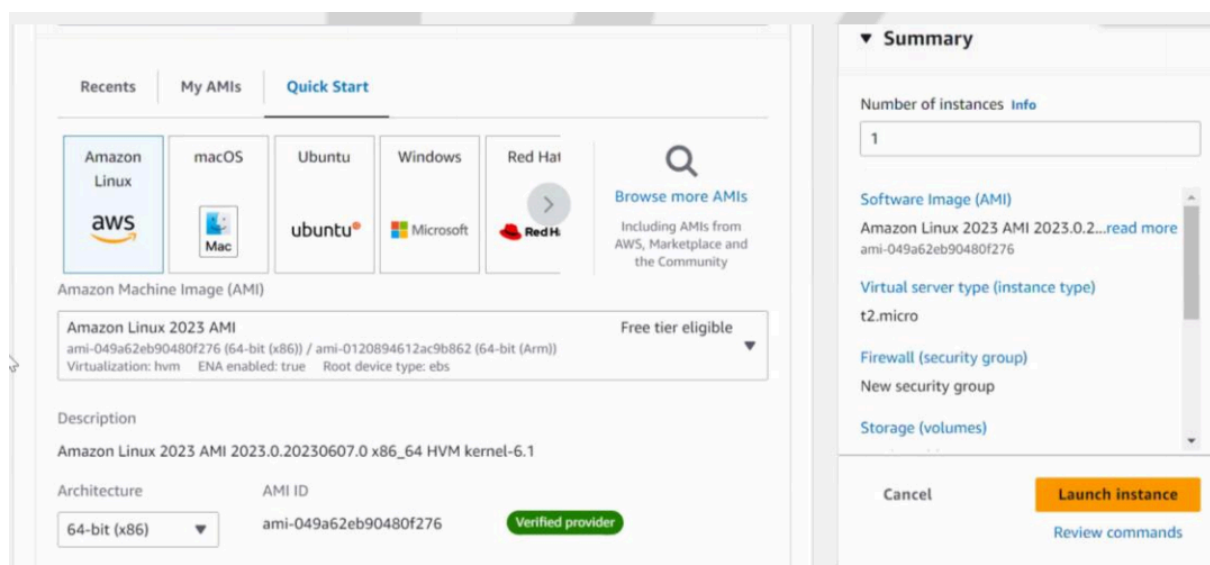 Recents
My AMIs
Quick Start
Amazon
Linux
aws
macOS
Mac
Ubuntu
ubuntu
Windows
Microsoft
Red Hat
Red H
Browse more AMIs
Including AMIs from
AWS, Marketplace and
the Community
Amazon Machine Image (AMI)
Amazon Linux 2023 AMI
Free tier eligible
ami-049a62eb90480f276 (64-bit (x86)) / ami-0120894612ac9b862 (64-bit (Arm))
Virtualization: hvm ENA enabled: true Root device type: ebs
Description
Amazon Linux 2023 AMI 2023.0.20230607.0 x86_64 HVM kernel-6.1
Architecture
64-bit (x86)
AMI ID
ami-049a62eb90480f276
Verified provider
Summary
Number of instances Info
1
Software Image (AMI)
Amazon Linux 2023 AMI 2023.0.2...read more
ami-049a62eb90480f276
Virtual server type (instance type)
t2.micro
Firewall (security group)
New security group
Storage (volumes)
Cancel
Launch instance
Review commands